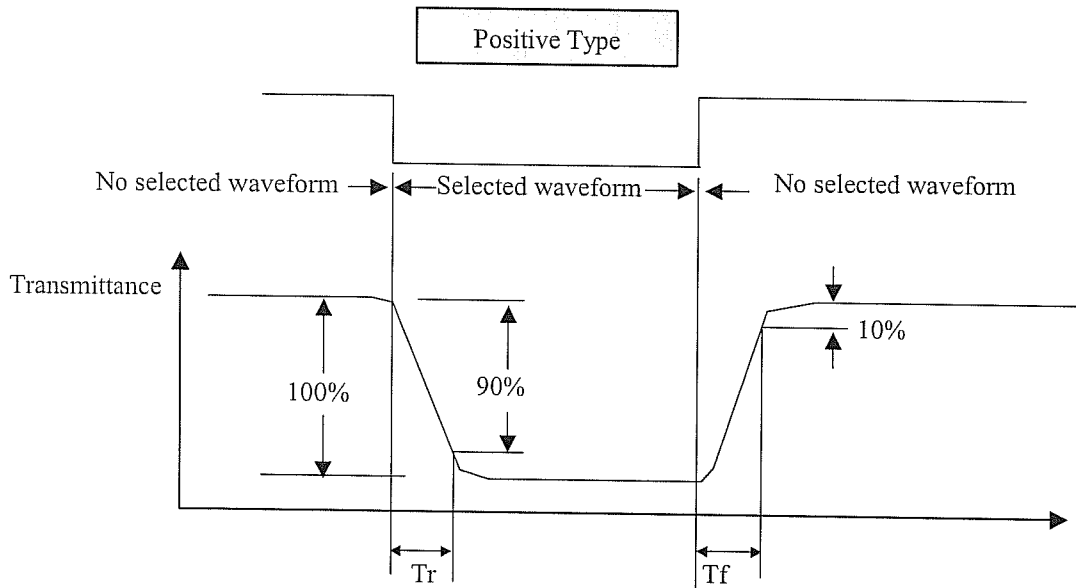 Positive Type
No selected waveform
Selected waveform
No selected waveform
Transmittance
100%
90%
10%
Tr
Tf